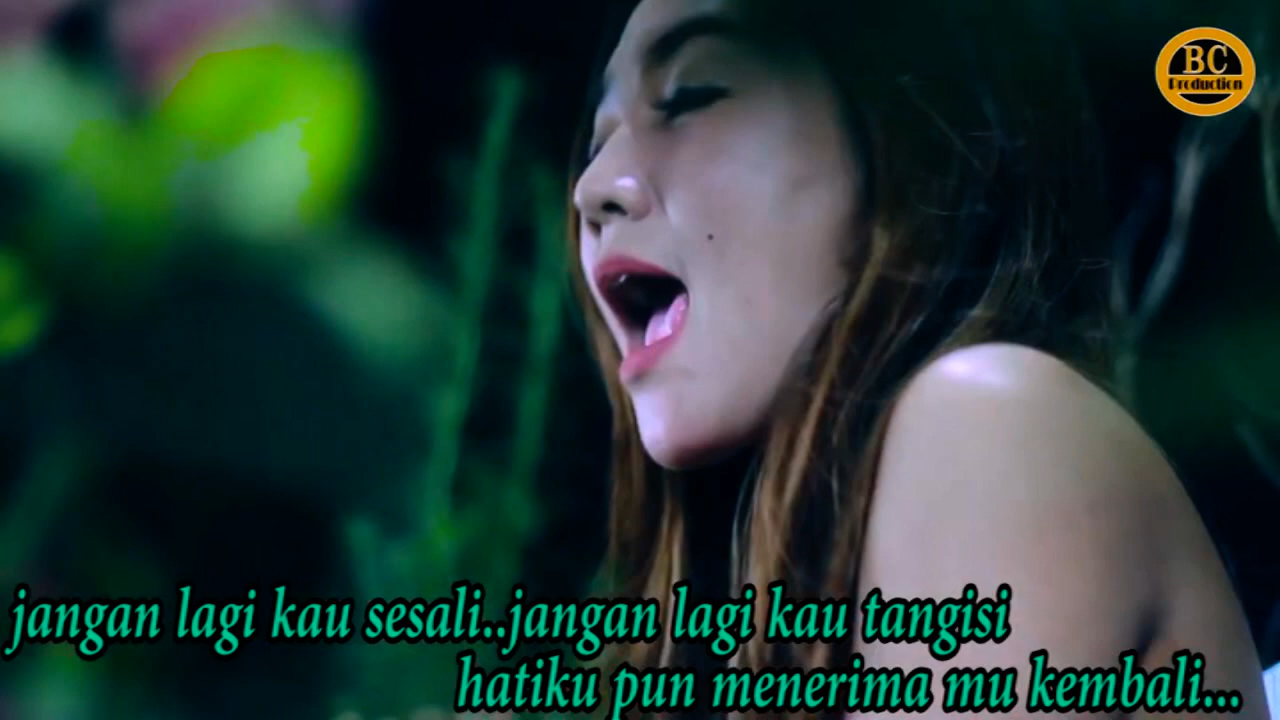 BC
Production
jangan lagi kau sesali..jangan lagi kau tangisi
hatiku pun menerima mu kembali...